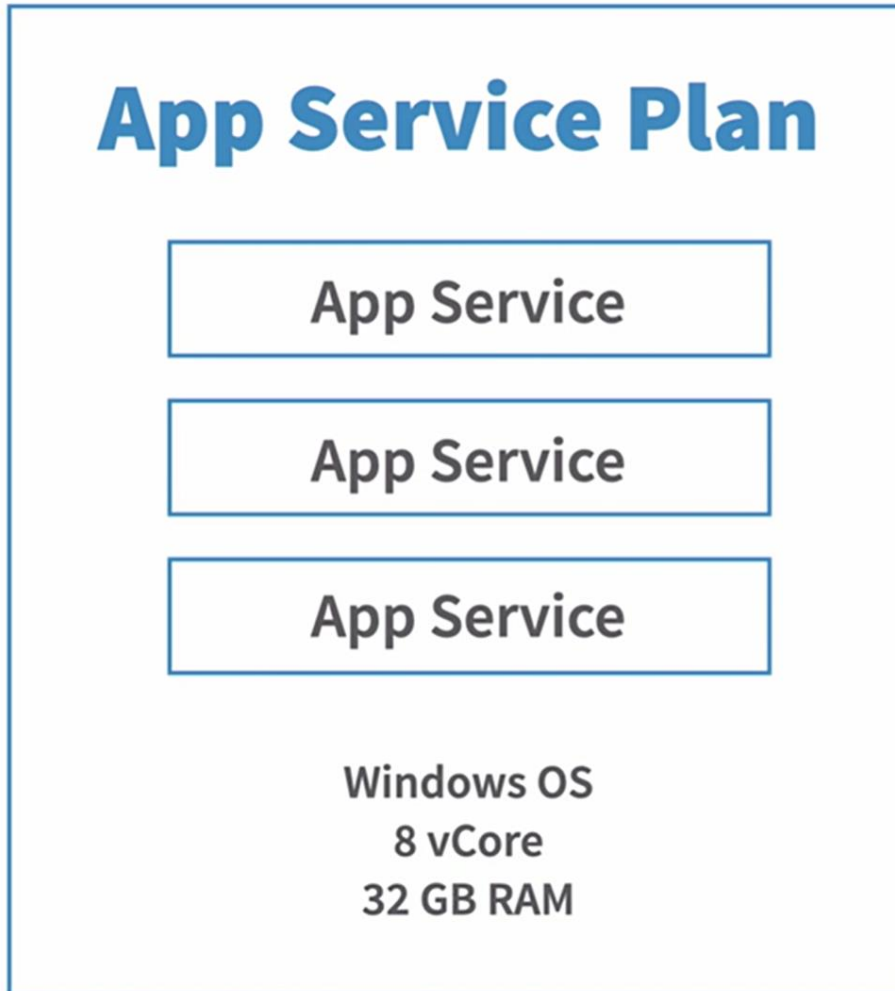 App Service Plan
App Service
App Service
App Service
Windows OS
8 vCore
32 GB RAM